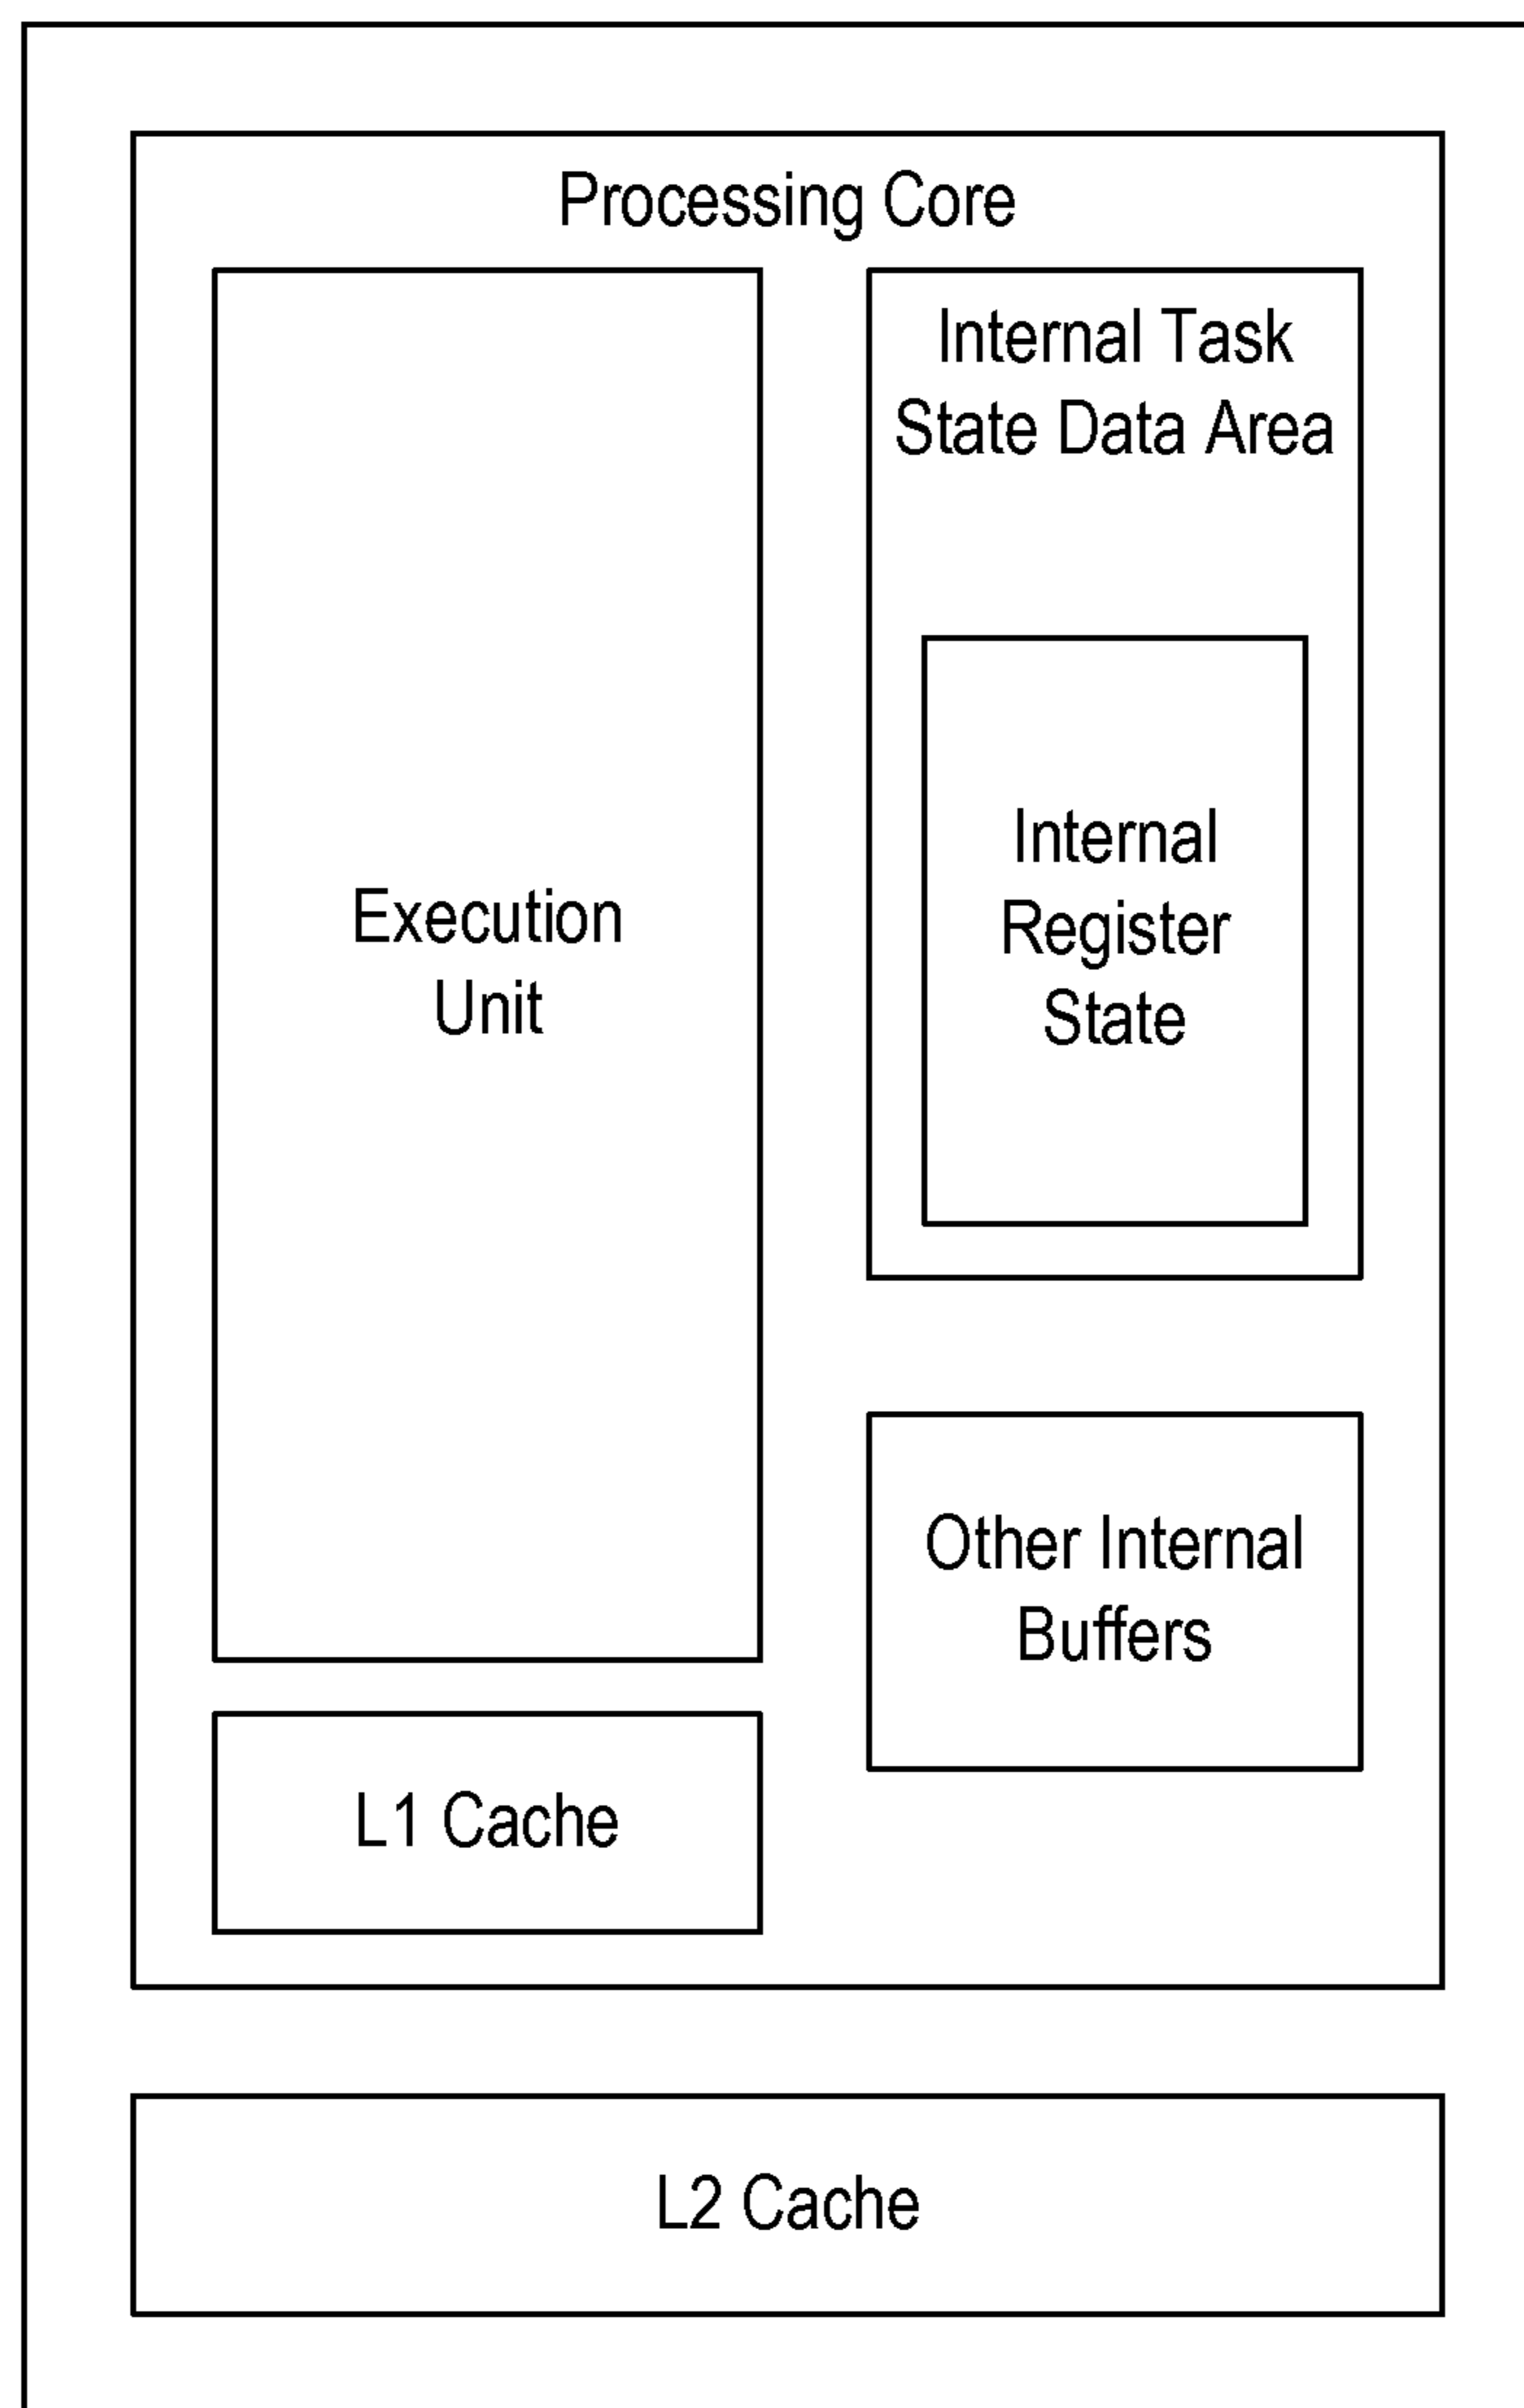 Processing Core
Execution
Unit
L1 Cache
Internal Task
State Data Area
Internal
Register
State
Other Internal
Buffers
L2 Cache